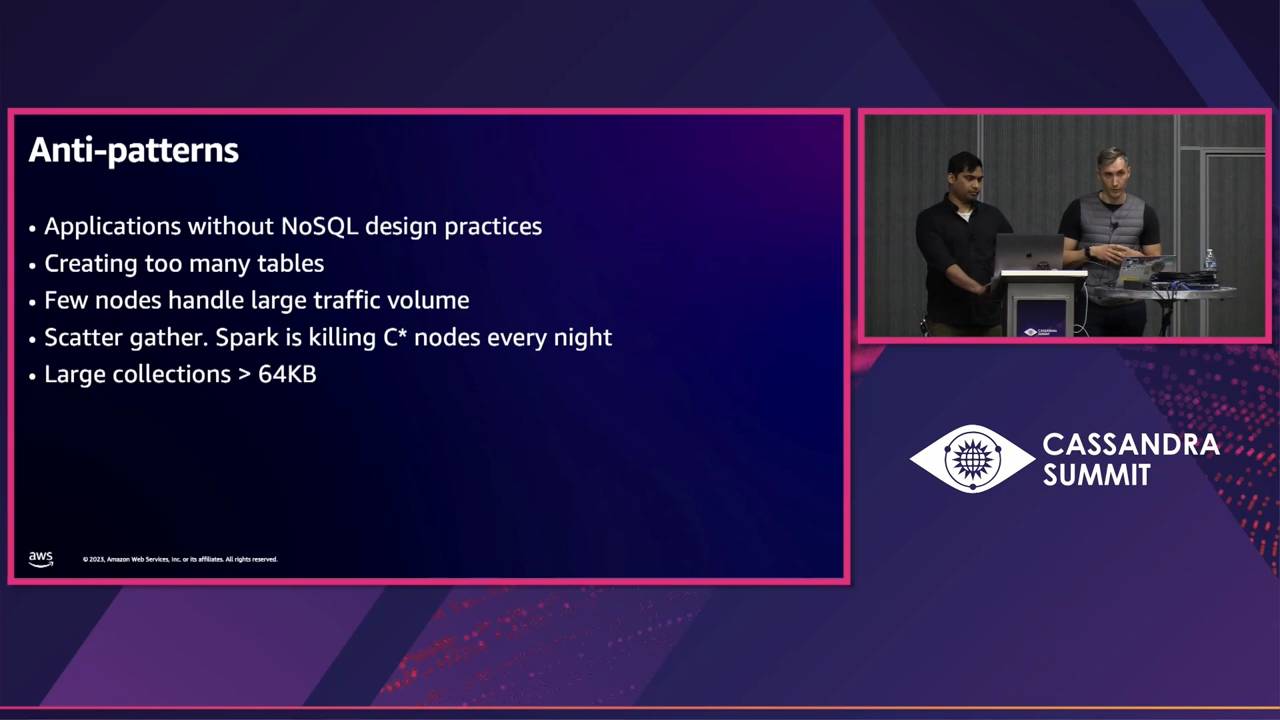 Anti-patterns
• Applications without NoSQL design practices
• Creating too many tables
• Few nodes handle large traffic volume
• Scatter gather. Spark is killing C* nodes every night
• Large collections > 64KB
aws
© 2023, Amazon Web Services, Inc. or its affiliates. All rights reserved.
CASSANDRA
SUMMIT
CASSANDRA
SUMMIT